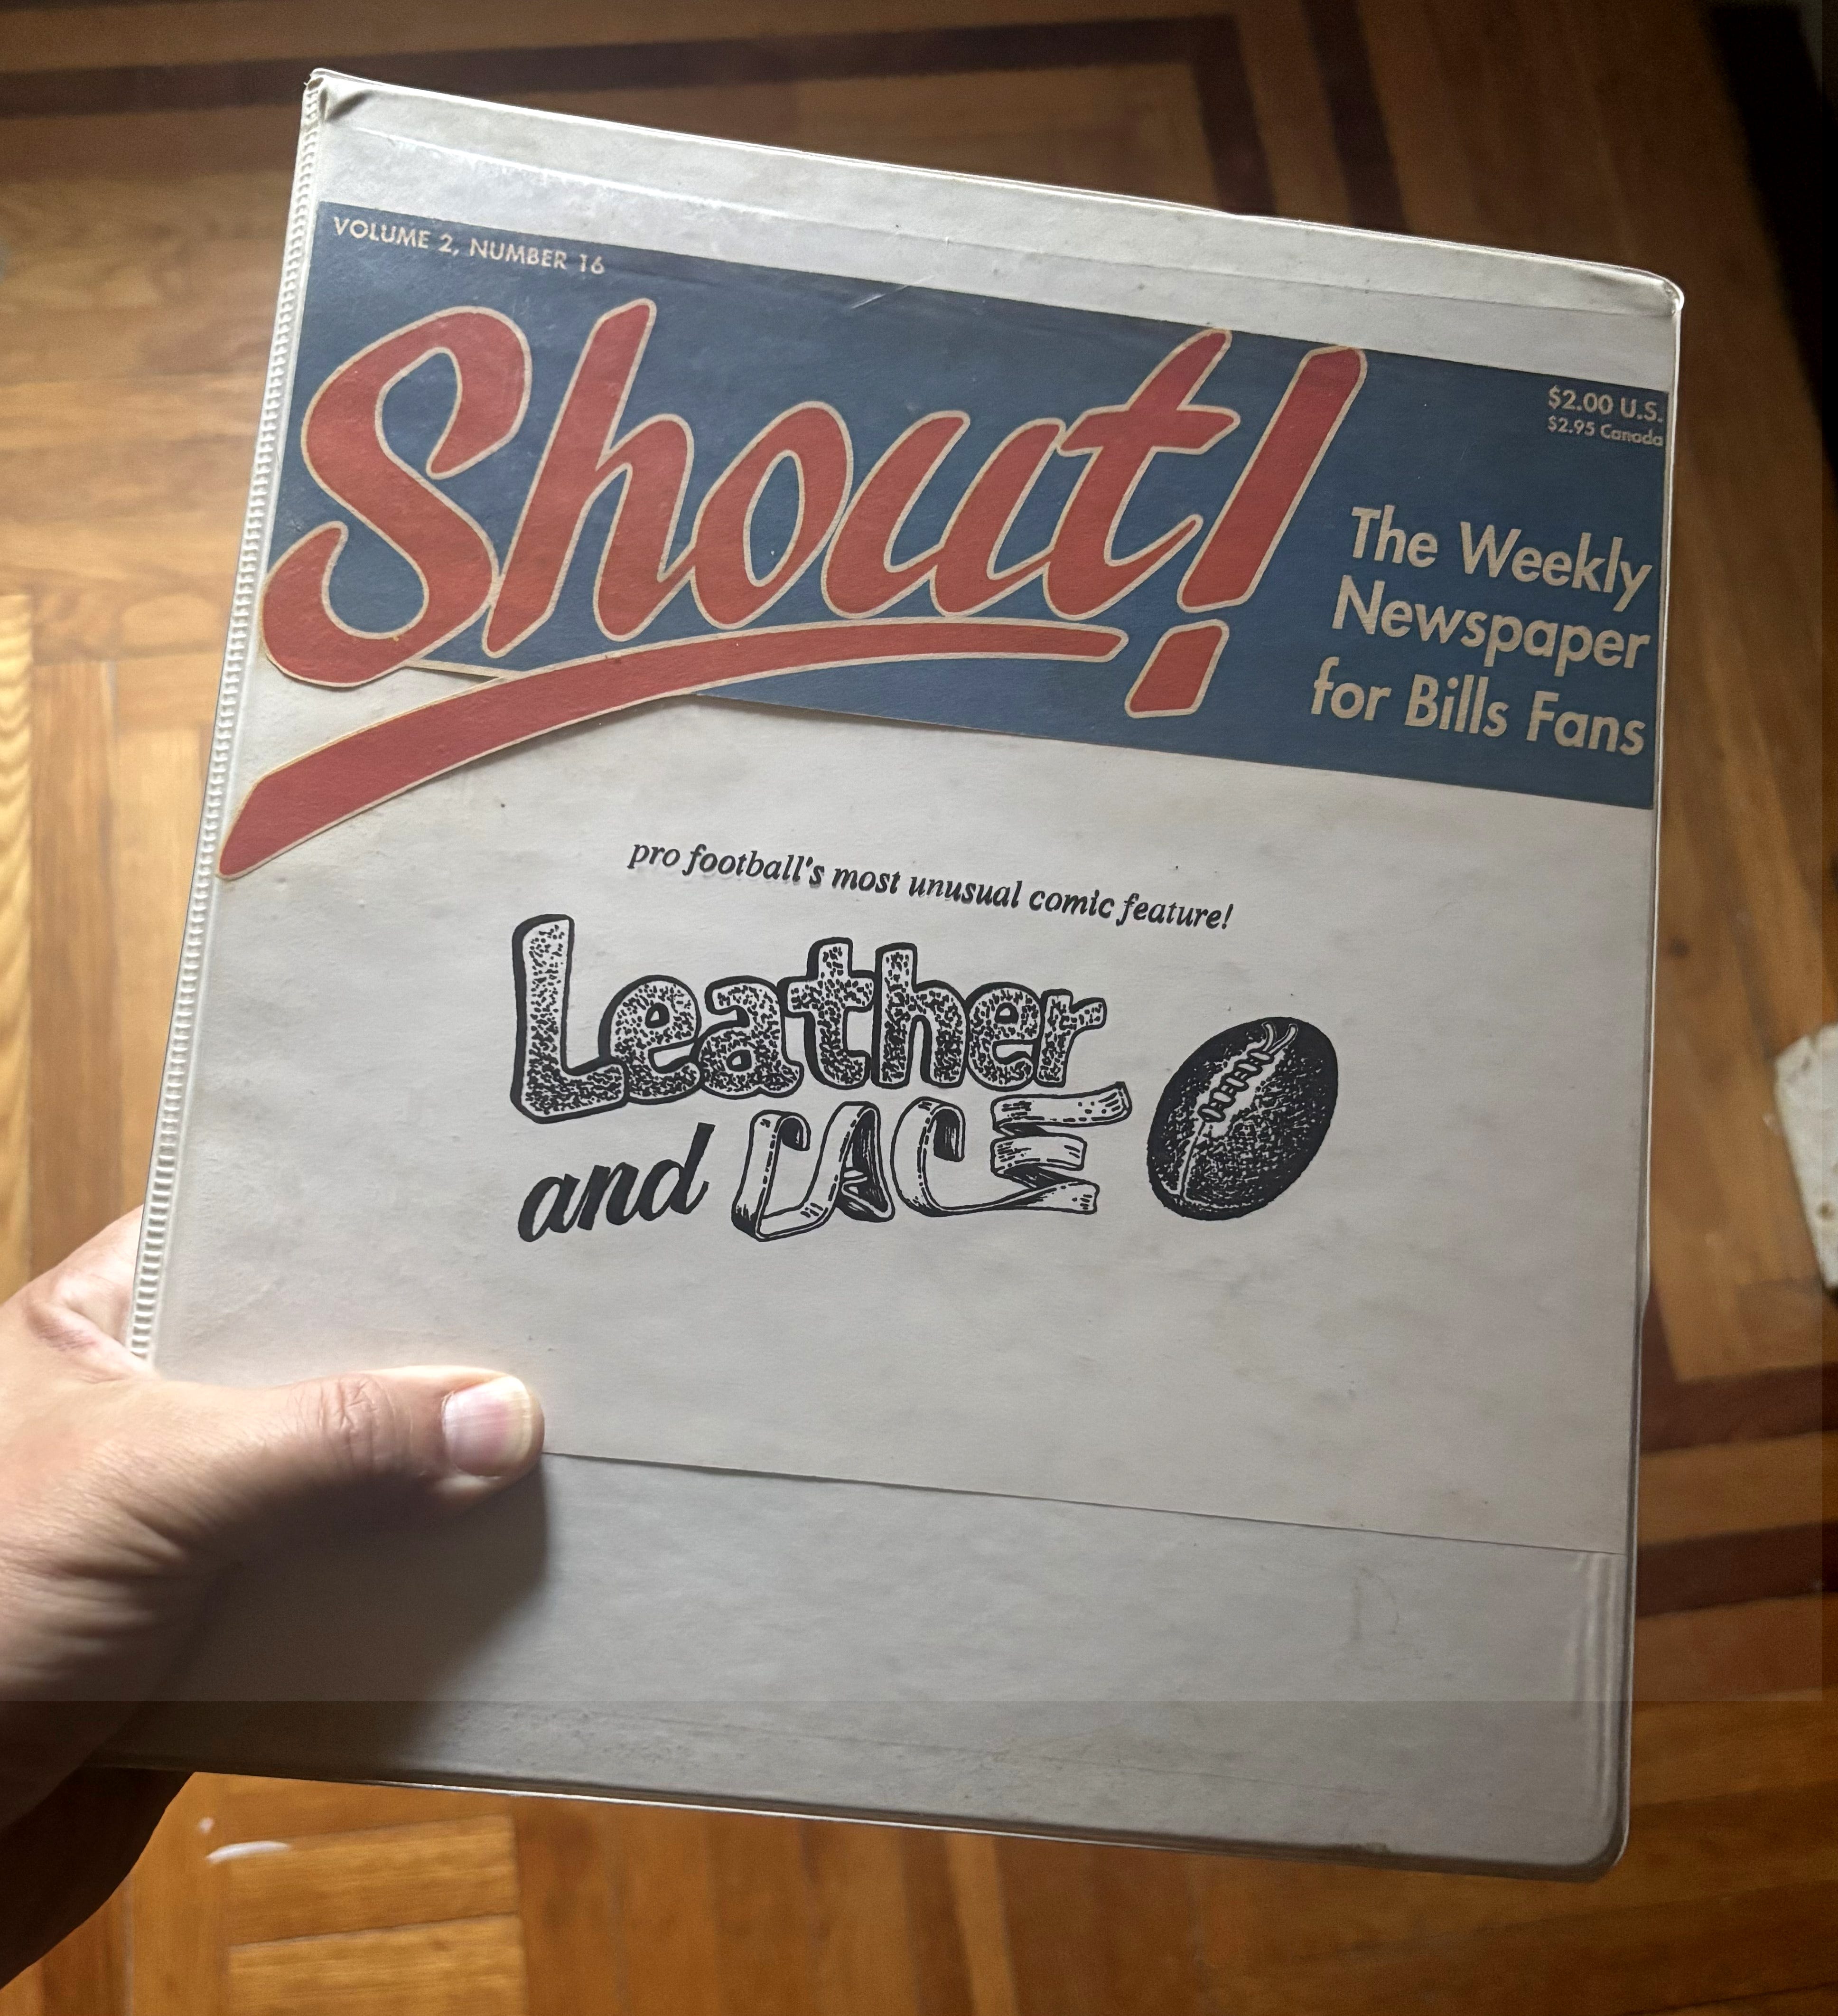 VOLUME 2, NUMBER 16
Shout!
$2.00 U.S.
$2.95 Canada
The Weekly
Newspaper
for Bills Fans
pro football's most unusual comic feature!
Leather
and LACE